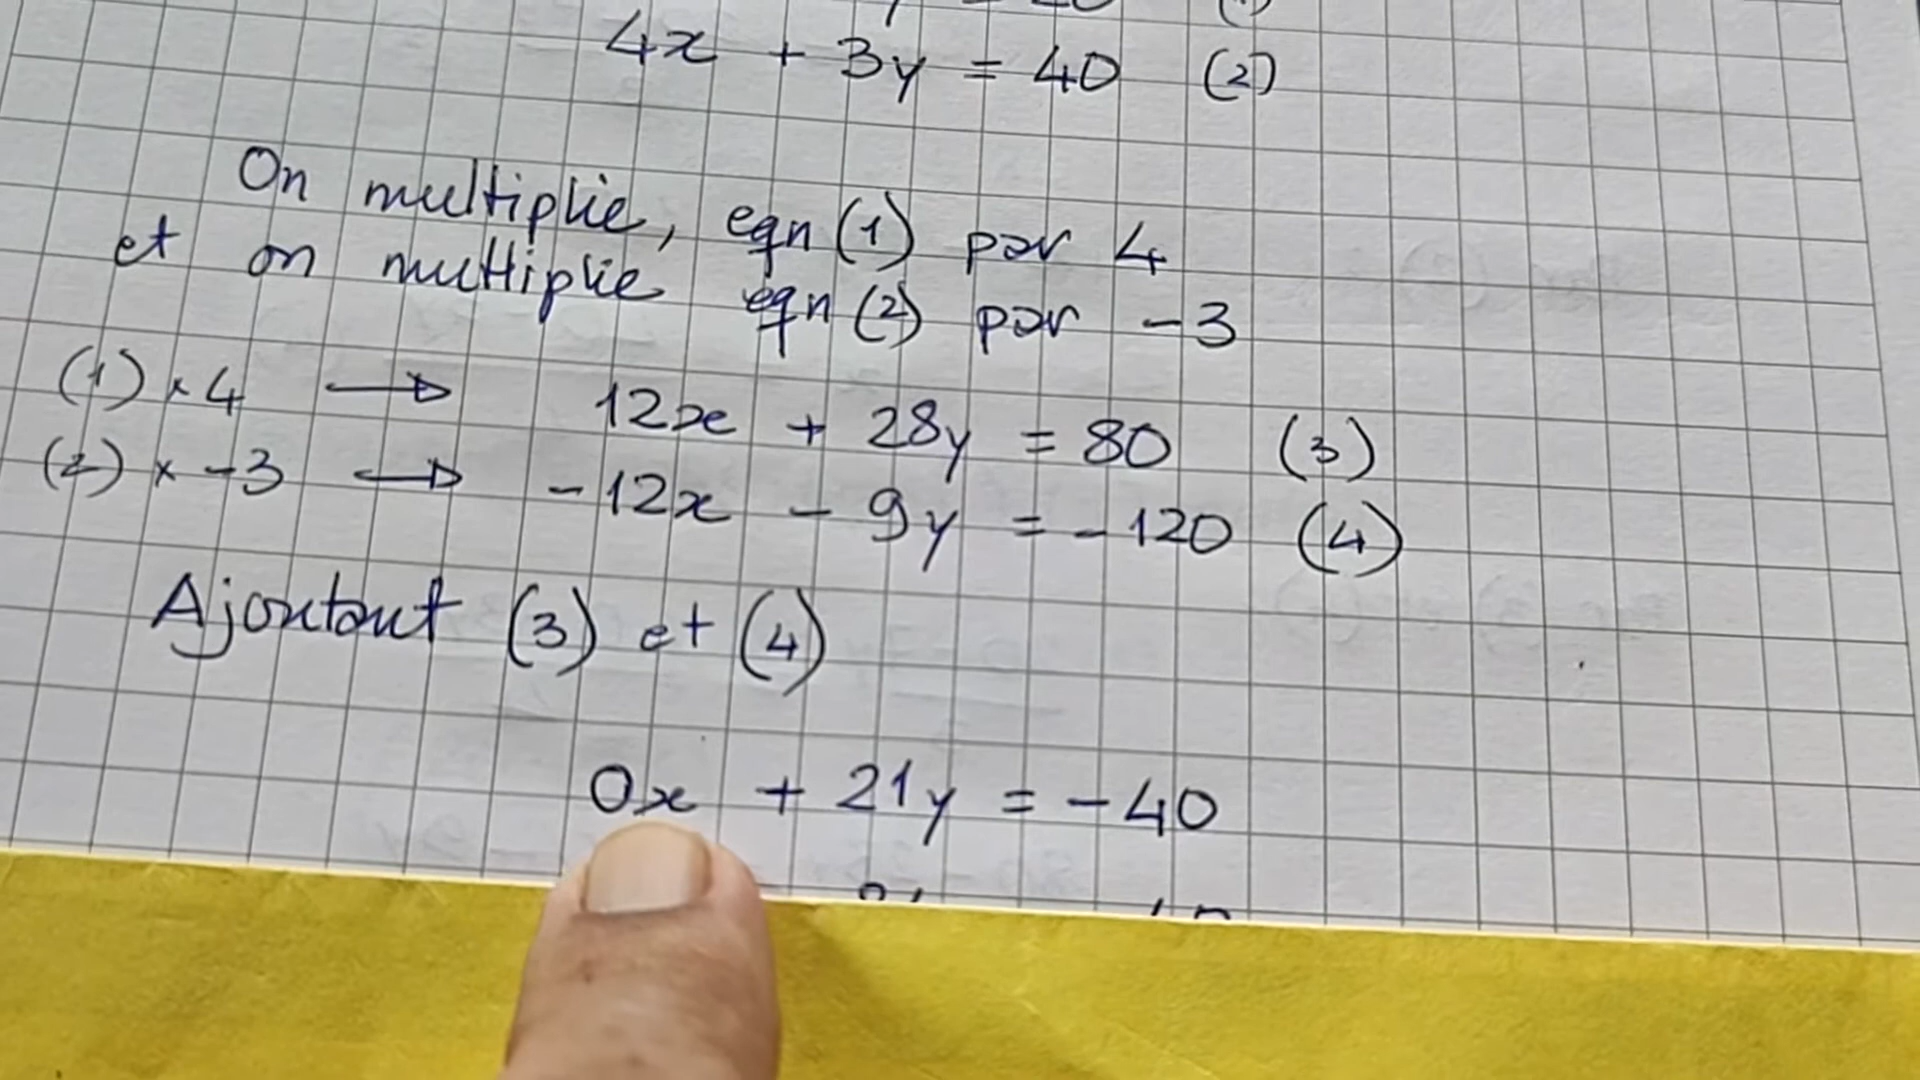 4x + 3y = 40 (2)
On multiplie, eqn (1) par 4
et on multiplie eqn (2) par -3
(1) × 4 → 12x + 28y = 80 (3)
(2) × -3 → -12x - 9y = -120 (4)
Ajoutant (3) et (4)
0x + 21y = -40